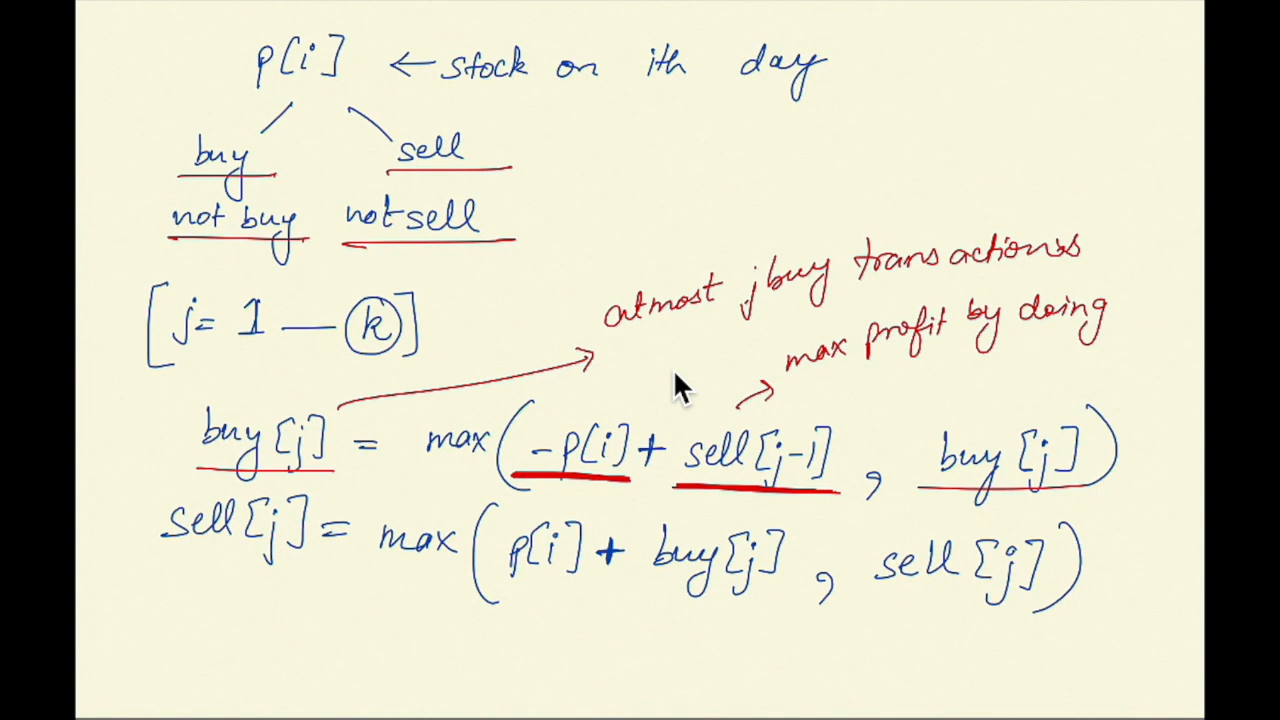 p[i] ← stock on ith day
buy sell
not buy not sell
[j = 1 — k]
atmost j buy transactions
max profit by doing
buy[j] = max(-p[i] + sell[j-1], buy[j])
sell[j] = max(p[i] + buy[j], sell[j])